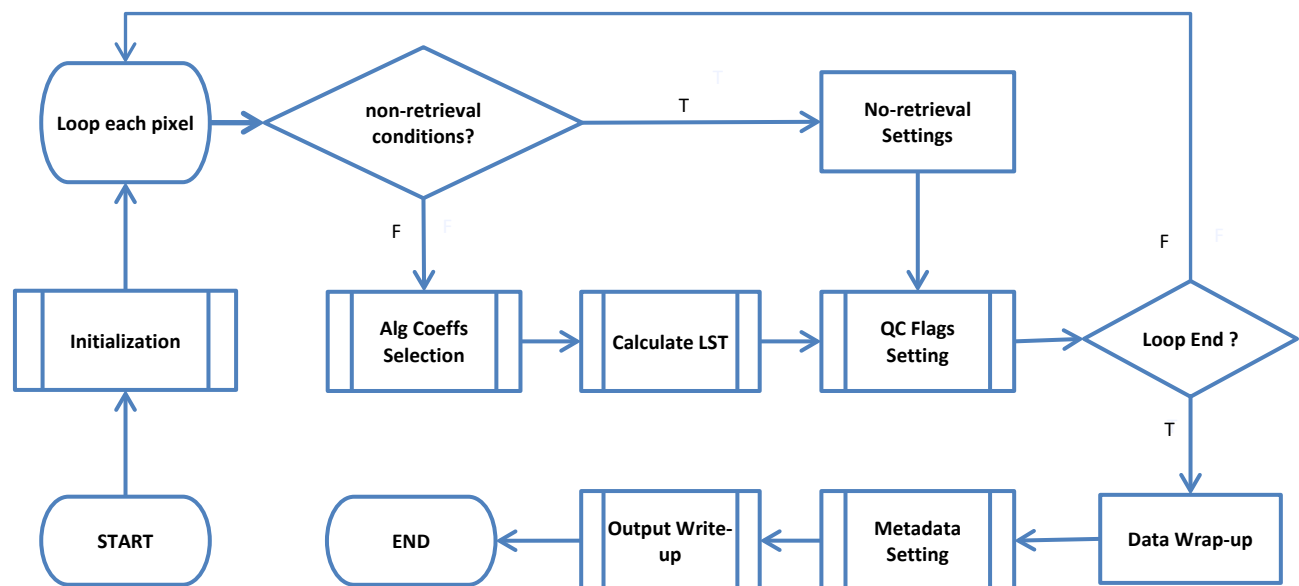 Loop each pixel
non-retrieval
conditions?
T
T
No-retrieval
Settings
F
F
F
F
Initialization
Alg Coeffs
Selection
Calculate LST
QC Flags
Setting
Loop End ?
T
START
END
Output Write-
up
Metadata
Setting
Data Wrap-up